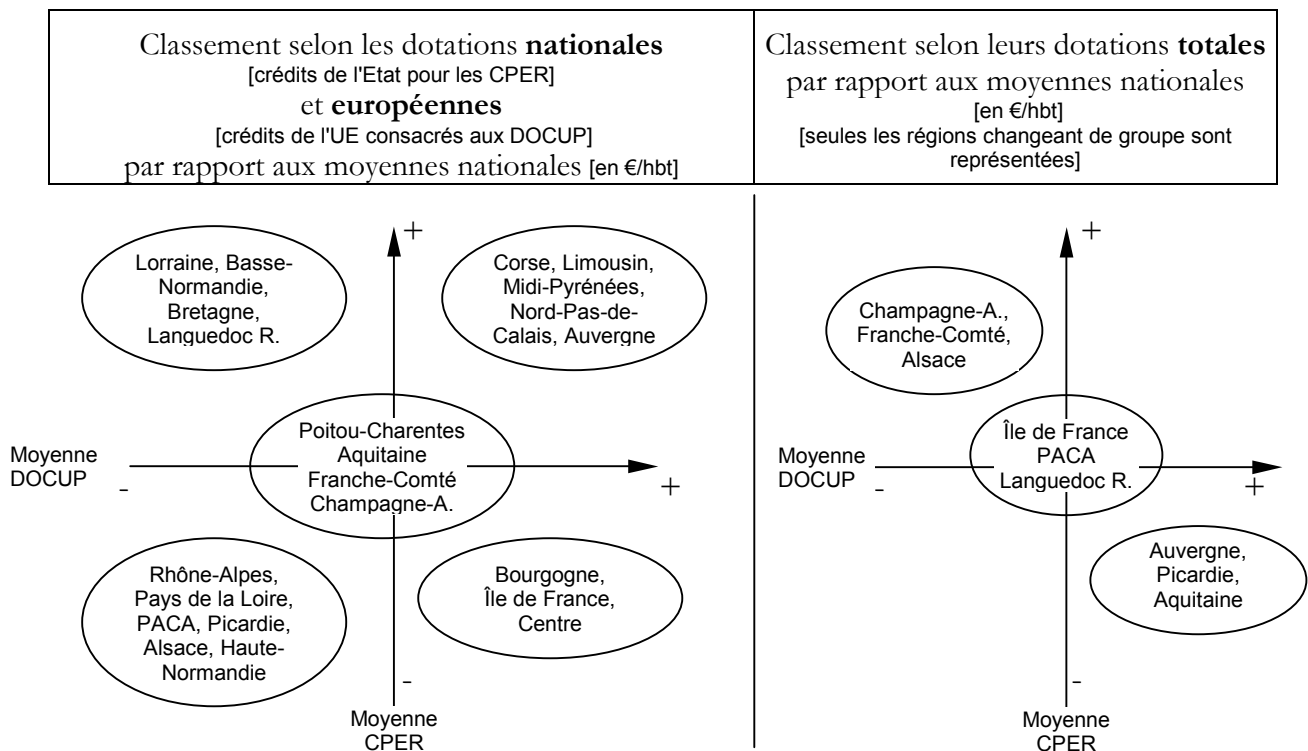 Classement selon les dotations nationales
[crédits de l'Etat pour les CPER]
et européennes
[crédits de l'UE consacrés aux DOCUP]
par rapport aux moyennes nationales [en €/hbt]
Classement selon leurs dotations totales
par rapport aux moyennes nationales
[en €/hbt]
[seules les régions changeant de groupe sont
représentées]
+
Lorraine, Basse-
Normandie,
Bretagne,
Languedoc R.
Corse, Limousin,
Midi-Pyrénées,
Nord-Pas-de-
Calais, Auvergne
Poitou-Charentes
Aquitaine
Franche-Comté
Champagne-A.
Moyenne
DOCUP
-
+
Rhône-Alpes,
Pays de la Loire,
PACA, Picardie,
Alsace, Haute-
Normandie
Bourgogne,
Île de France,
Centre
-
Moyenne
CPER
+
Champagne-A.,
Franche-Comté,
Alsace
Île de France
PACA
Languedoc R.
Moyenne
DOCUP
-
+
Auvergne,
Picardie,
Aquitaine
-
Moyenne
CPER